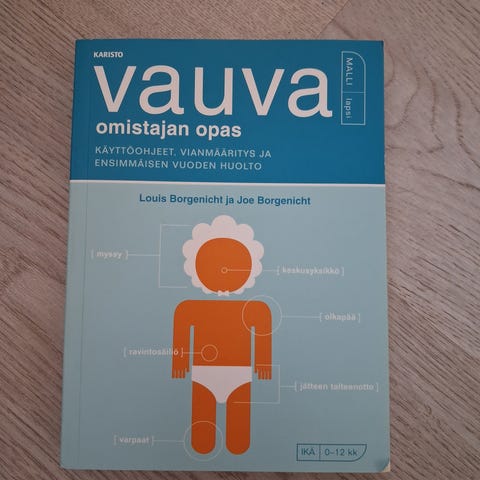 KARISTO
vauva
MALLI
lapsi
omistajan opas
KÄYTTÖOHJEET, VIANMÄÄRITYS JA
ENSIMMÄISEN VUODEN HUOLTO
Louis Borgenicht ja Joe Borgenicht
[ myssy ]
[ keskusyksikkö ]
[ olkapää ]
[ ravintosäiliö ]
[ jätteen talteenotto ]
[ varpaat ]
IKÄ 0–12 kk